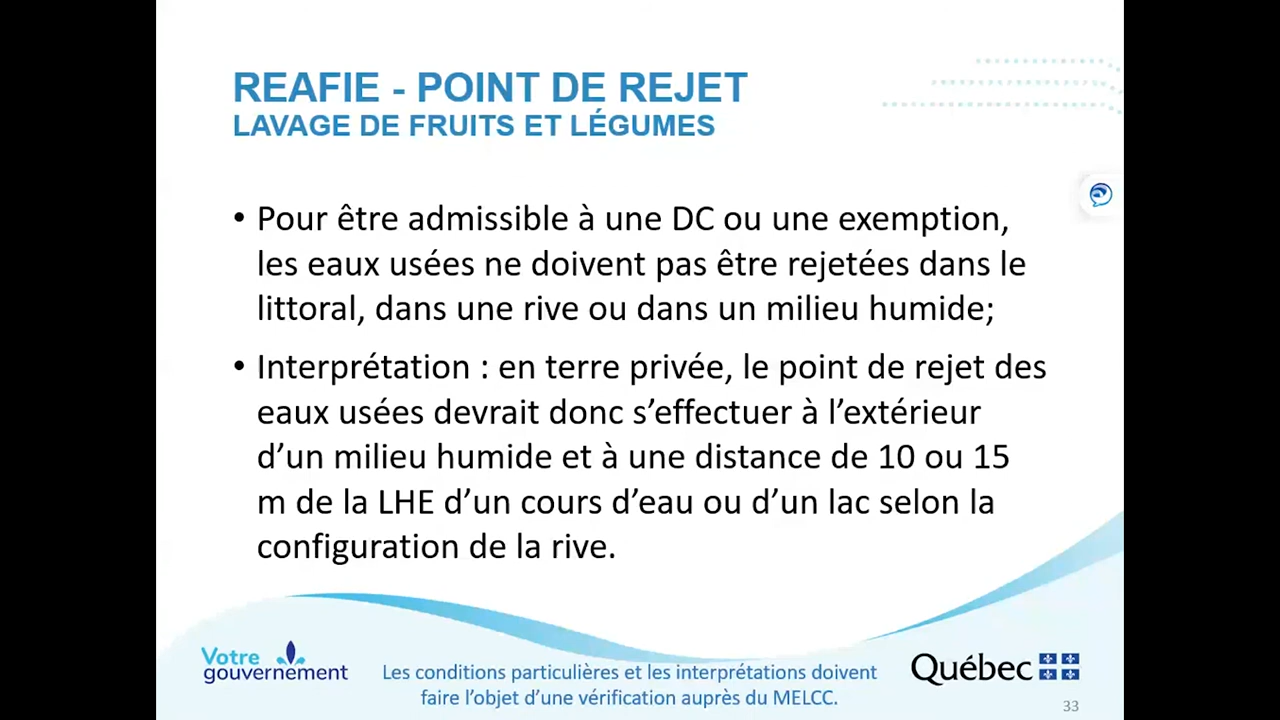 REAFIE - POINT DE REJET
LAVAGE DE FRUITS ET LÉGUMES
• Pour être admissible à une DC ou une exemption,
les eaux usées ne doivent pas être rejetées dans le
littoral, dans une rive ou dans un milieu humide;
• Interprétation : en terre privée, le point de rejet des
eaux usées devrait donc s’effectuer à l’extérieur
d’un milieu humide et à une distance de 10 ou 15
m de la LHE d’un cours d’eau ou d’un lac selon la
configuration de la rive.
Votre
gouvernement
Les conditions particulières et les interprétations doivent
faire l’objet d’une vérification auprès du MELCC.
Québec
33